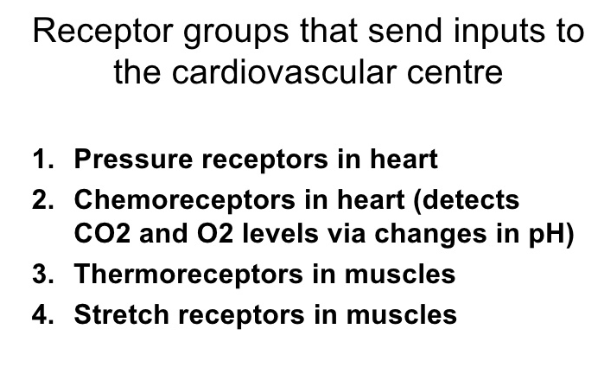 Receptor groups that send inputs to
the cardiovascular centre
1. Pressure receptors in heart
2. Chemoreceptors in heart (detects
CO2 and O2 levels via changes in pH)
3. Thermoreceptors in muscles
4. Stretch receptors in muscles